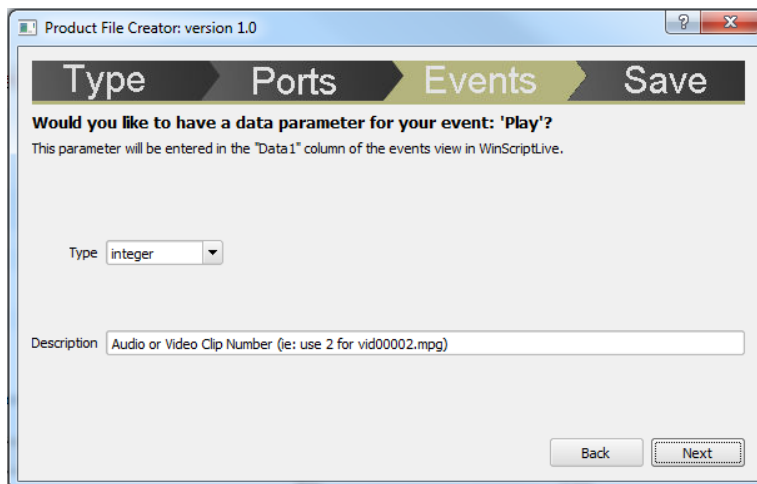 Product File Creator: version 1.0
Type Ports Events Save
Would you like to have a data parameter for your event: 'Play'?
This parameter will be entered in the "Data1" column of the events view in WinScriptLive.
Type integer
Description Audio or Video Clip Number (ie: use 2 for vid00002.mpg)
Back Next